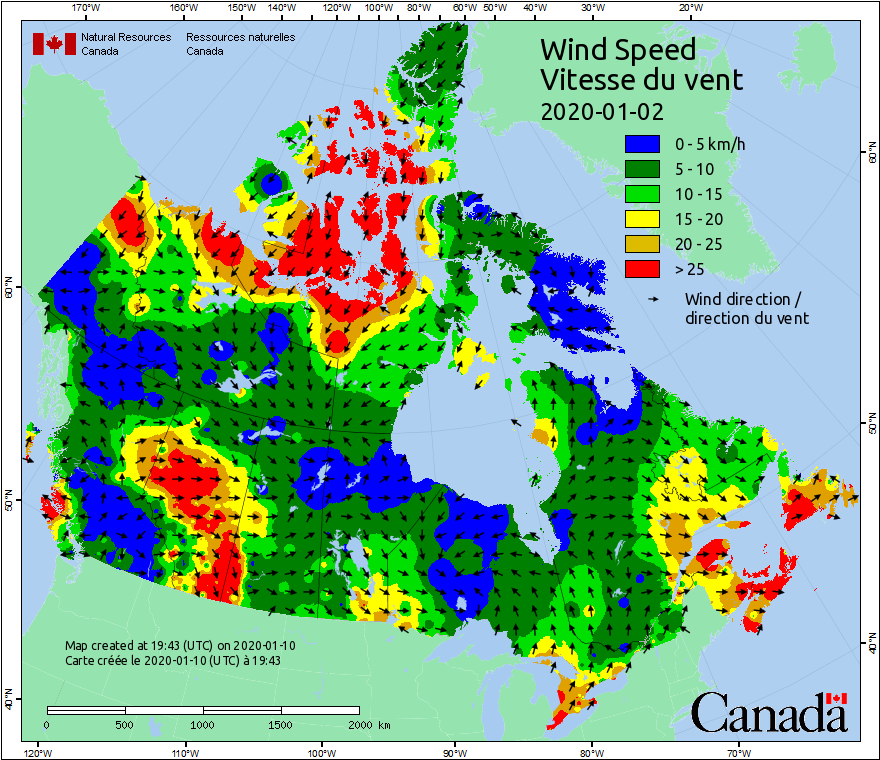 170°W 160°W 150°W 140°W 130°W 120°W 110°W 100°W 90°W 80°W 70°W 60°W 50°W 40°W 30°W 20°W
Natural Resources Canada
Ressources naturelles Canada
Wind Speed
Vitesse du vent
2020-01-02
0 - 5 km/h
5 - 10
10 - 15
15 - 20
20 - 25
> 25
Wind direction /
direction du vent
60°N
60°N
50°N
50°N
40°N
40°N
Map created at 19:43 (UTC) on 2020-01-10
Carte créée le 2020-01-10 (UTC) à 19:43
0 500 1000 1500 2000 km
Canada
120°W 110°W 100°W 90°W 80°W 70°W